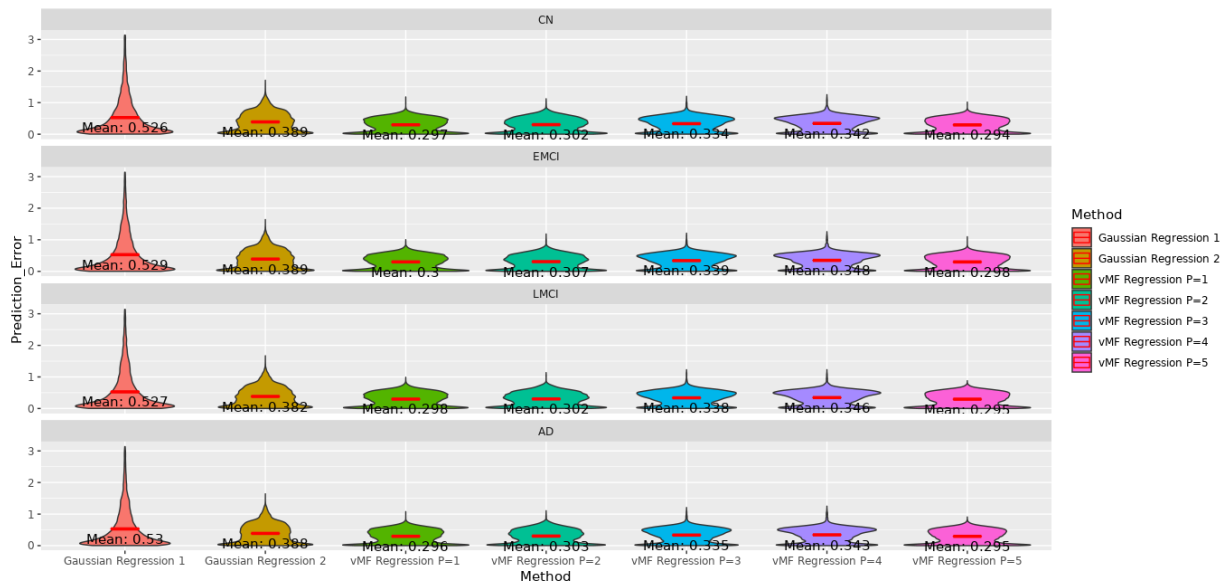 CN
3
2
1
0
Mean: 0.526
Mean: 0.389
Mean: 0.297
Mean: 0.302
Mean: 0.334
Mean: 0.342
Mean: 0.294
EMCI
3
2
1
0
Mean: 0.529
Mean: 0.389
Mean: 0.3
Mean: 0.307
Mean: 0.339
Mean: 0.348
Mean: 0.298
LMCI
3
2
1
0
Mean: 0.527
Mean: 0.382
Mean: 0.298
Mean: 0.302
Mean: 0.338
Mean: 0.346
Mean: 0.295
AD
3
2
1
0
Mean: 0.53
Mean: 0.388
Mean: 0.296
Mean: 0.303
Mean: 0.335
Mean: 0.343
Mean: 0.295
Gaussian Regression 1
Gaussian Regression 2
vMF Regression P=1
vMF Regression P=2
vMF Regression P=3
vMF Regression P=4
vMF Regression P=5
Method
Prediction_Error
Method
Gaussian Regression 1
Gaussian Regression 2
vMF Regression P=1
vMF Regression P=2
vMF Regression P=3
vMF Regression P=4
vMF Regression P=5